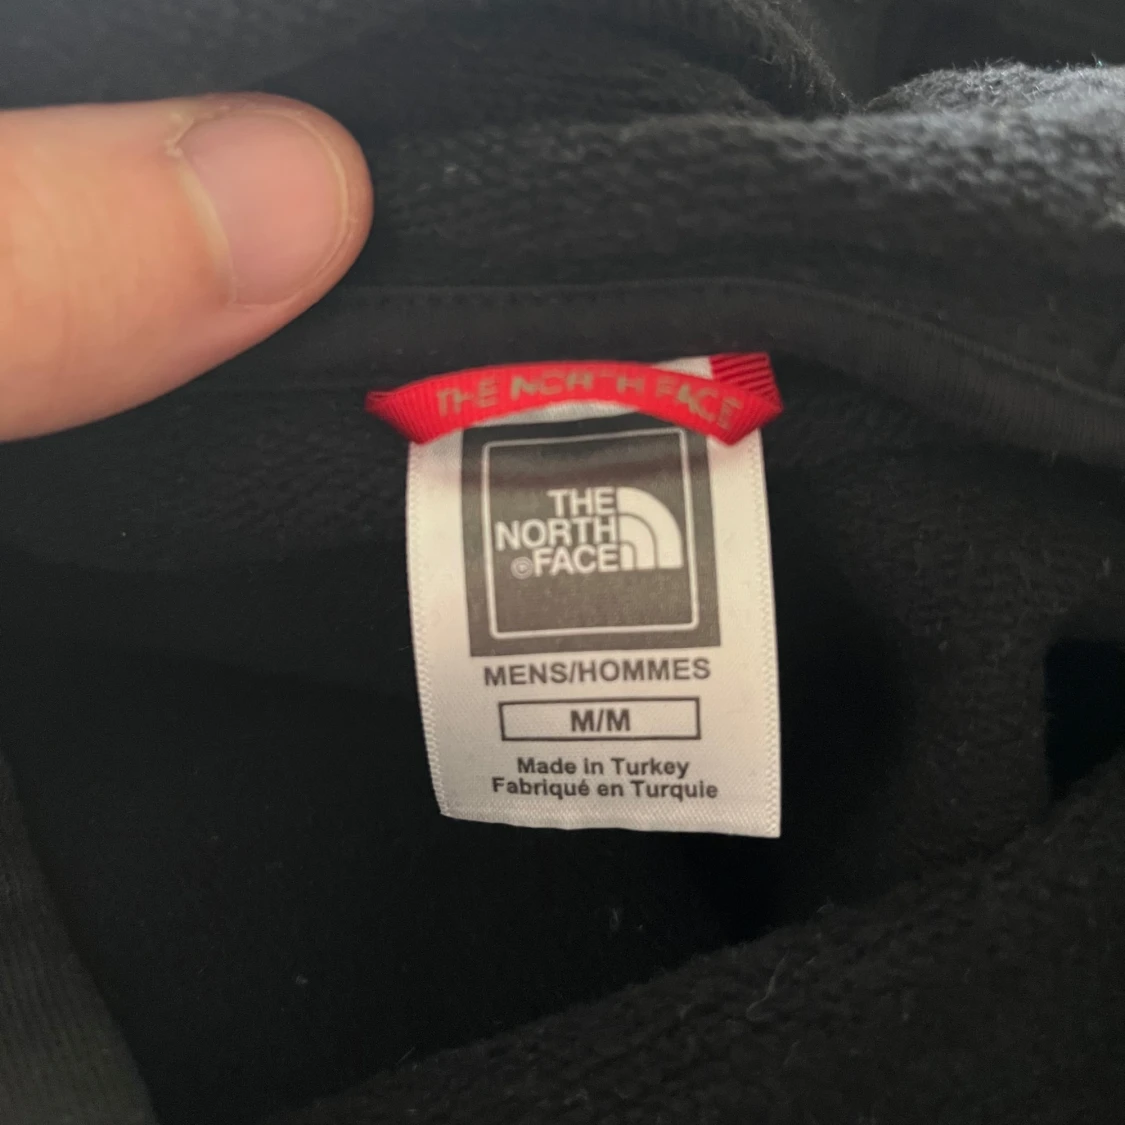 THE NORTH FACE
THE
NORTH
©FACE
MENS/HOMMES
M/M
Made in Turkey
Fabriqué en Turquie